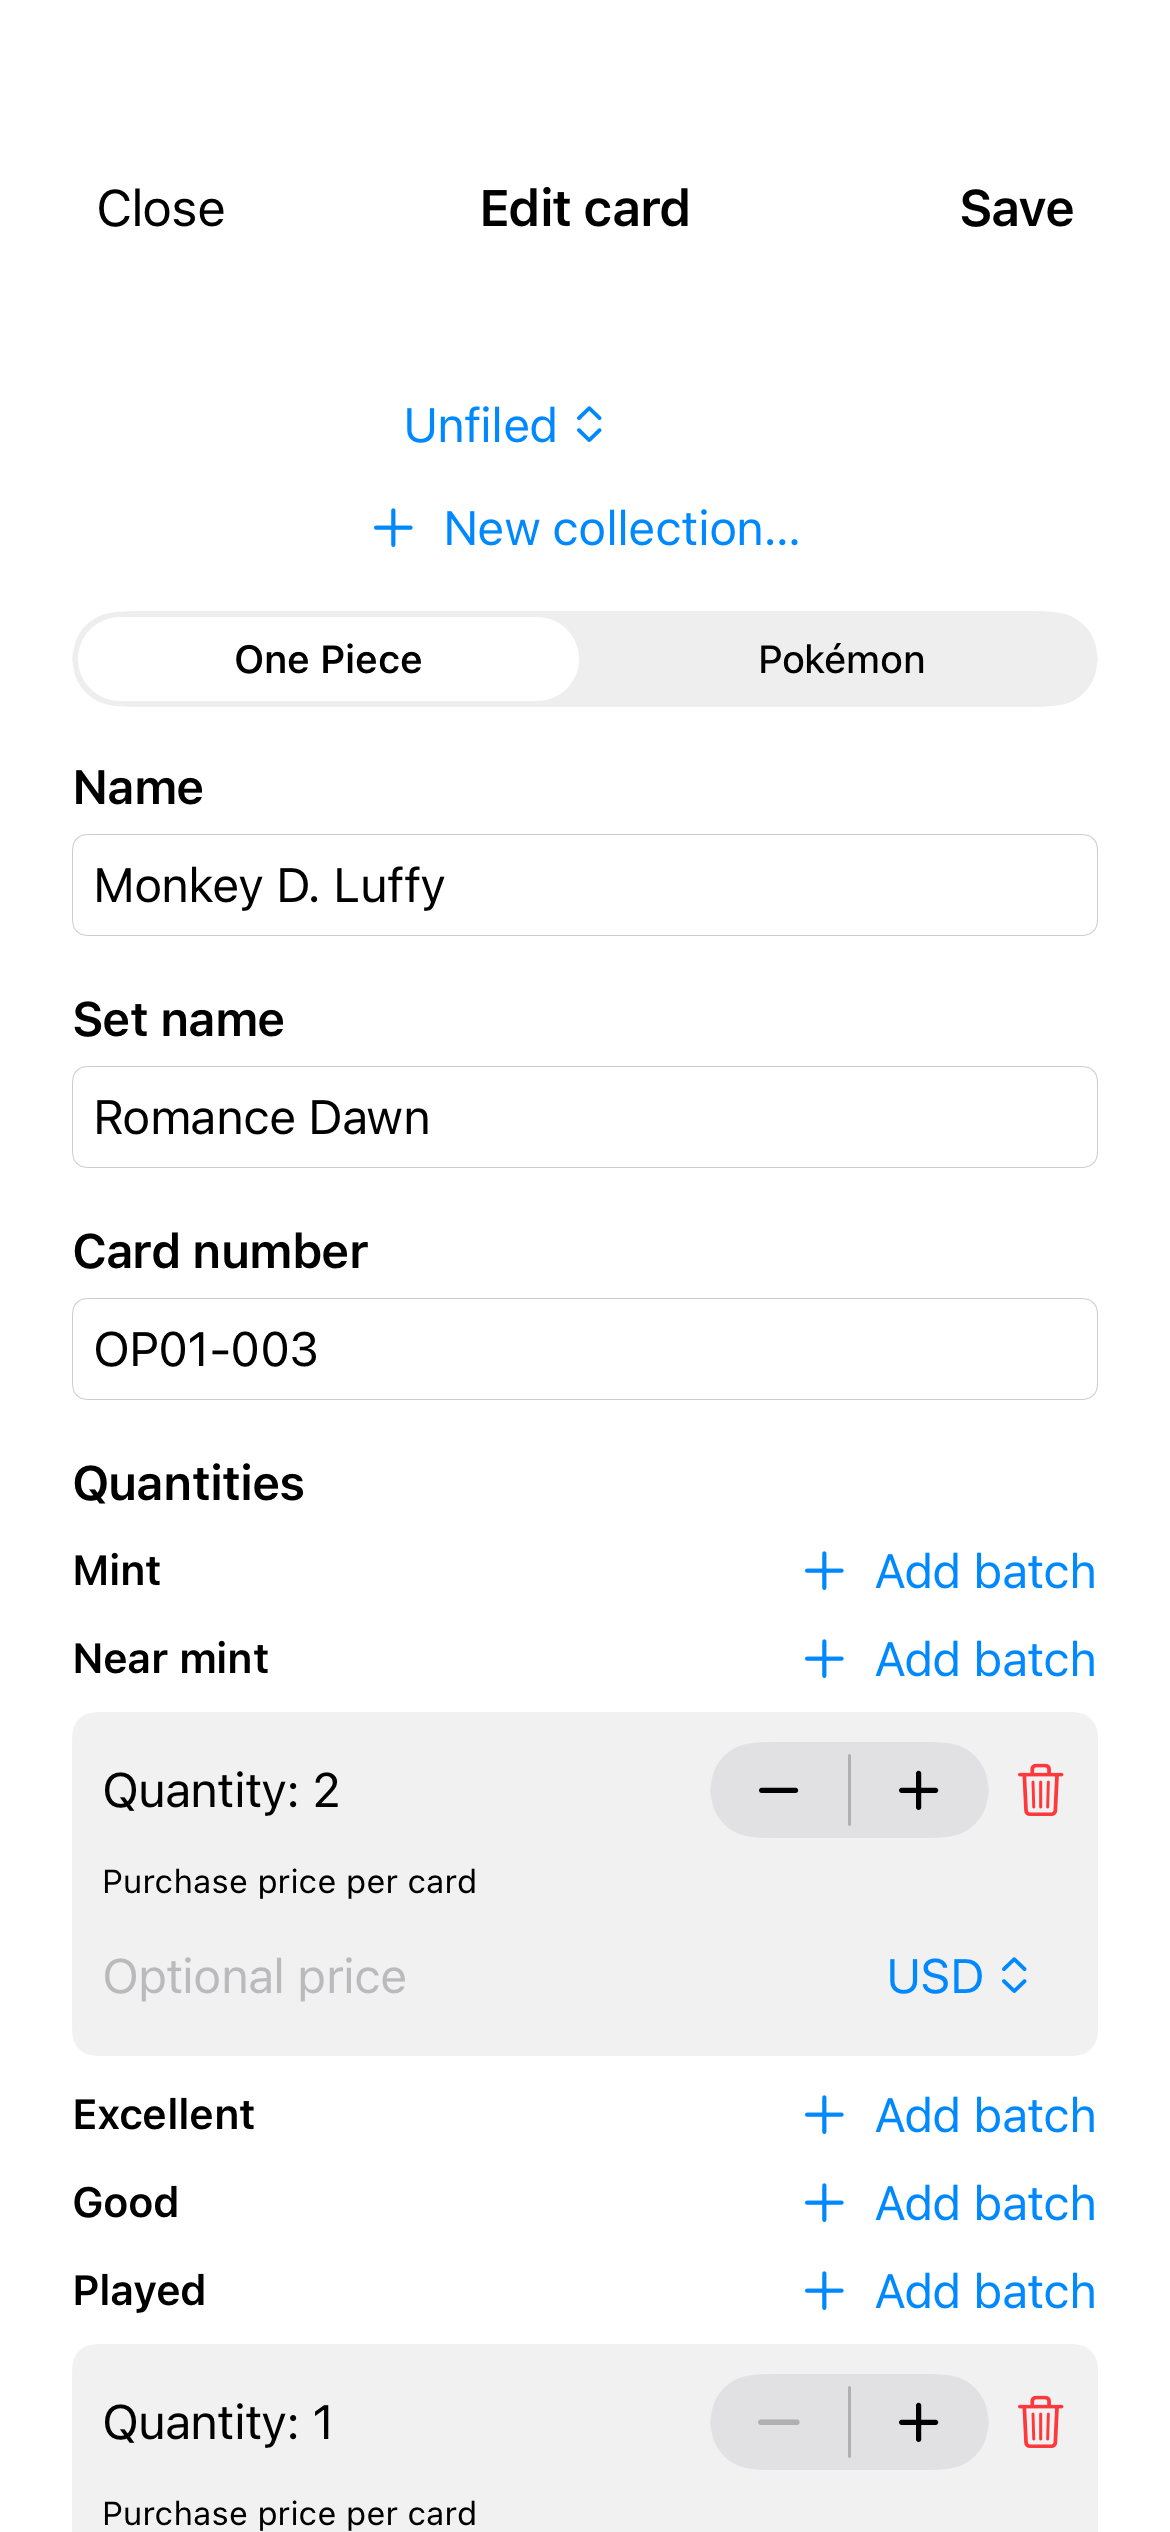 Close Edit card Save
Unfiled
New collection...
One Piece Pokémon
Name
Monkey D. Luffy
Set name
Romance Dawn
Card number
OP01-003
Quantities
Mint Add batch
Near mint Add batch
Quantity: 2
Purchase price per card
Optional price USD
Excellent Add batch
Good Add batch
Played Add batch
Quantity: 1
Purchase price per card